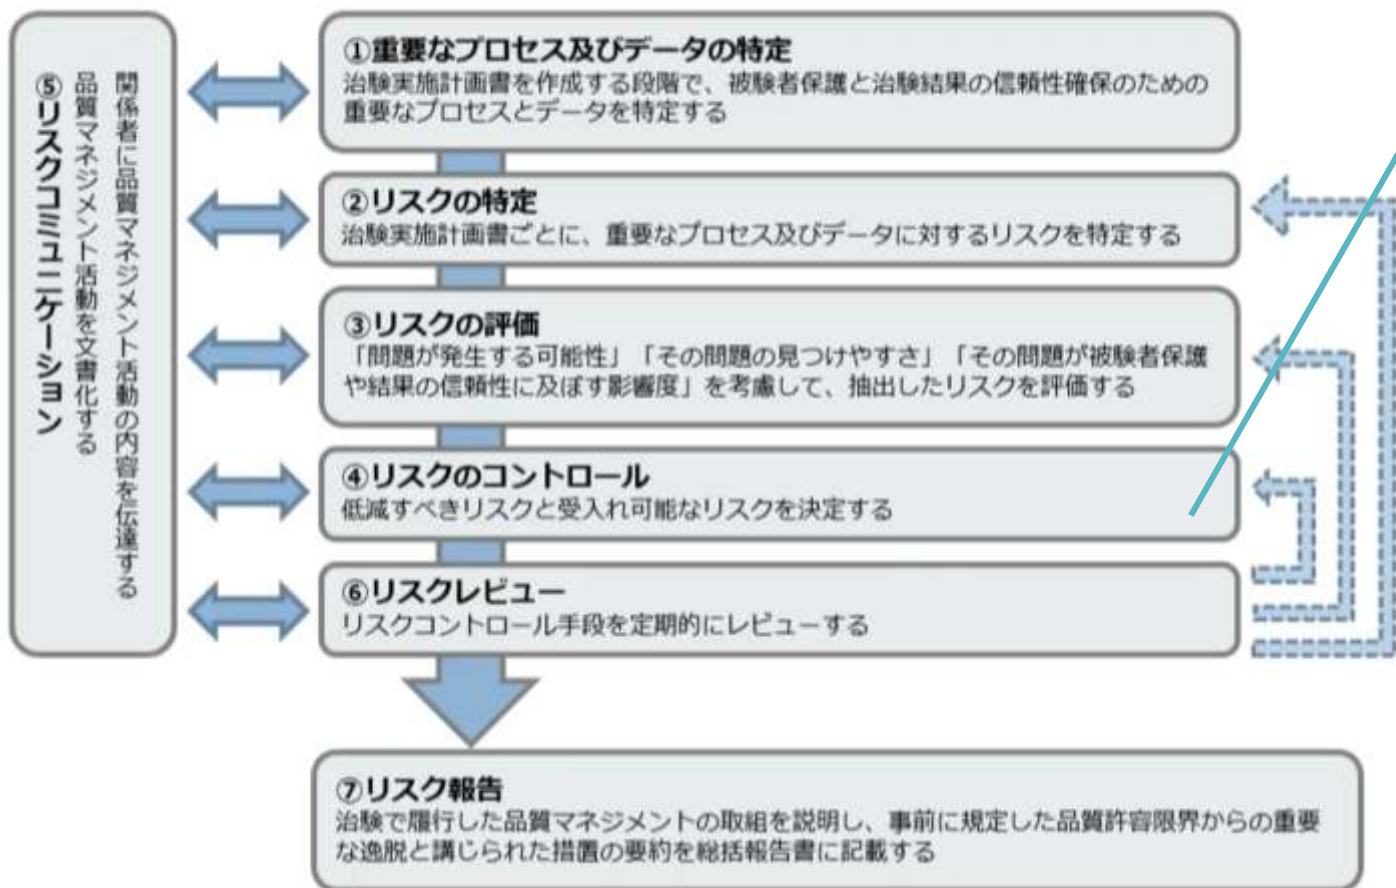 ①重要なプロセス及びデータの特定
治験実施計画書を作成する段階で、被験者保護と治験結果の信頼性確保のための
重要なプロセスとデータを特定する
②リスクの特定
治験実施計画書ごとに、重要なプロセス及びデータに対するリスクを特定する
③リスクの評価
「問題が発生する可能性」「その問題の見つけやすさ」「その問題が被験者保護
や結果の信頼性に及ぼす影響度」を考慮して、抽出したリスクを評価する
④リスクのコントロール
低減すべきリスクと受入れ可能なリスクを決定する
⑤リスクコミュニケーション
品質マネジメント活動を文書化する
関係者に品質マネジメント活動の内容を伝達する
⑥リスクレビュー
リスクコントロール手段を定期的にレビューする
⑦リスク報告
治験で履行した品質マネジメントの取組を説明し、事前に規定した品質許容限界からの重要
な逸脱と講じられた措置の要約を総括報告書に記載する